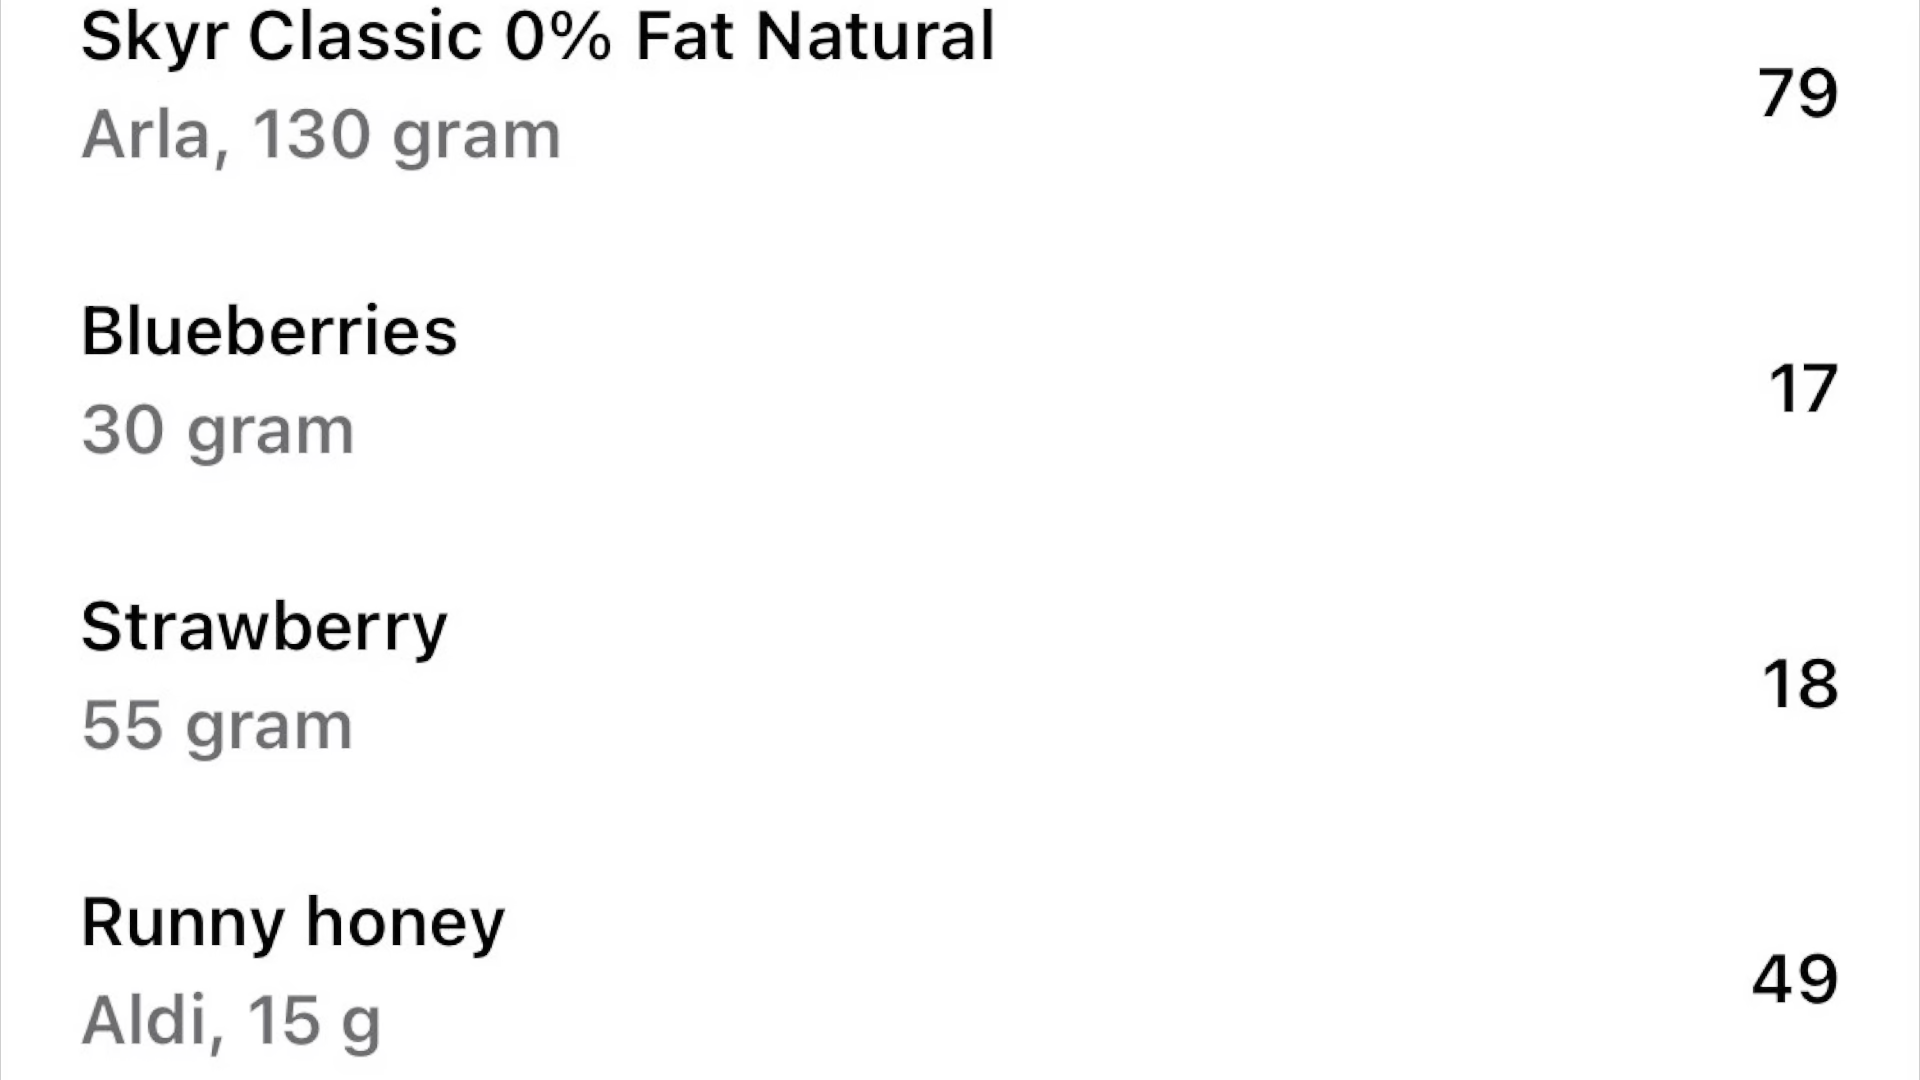 Skyr Classic 0% Fat Natural
Arla, 130 gram
79
Blueberries
30 gram
17
Strawberry
55 gram
18
Runny honey
Aldi, 15 g
49